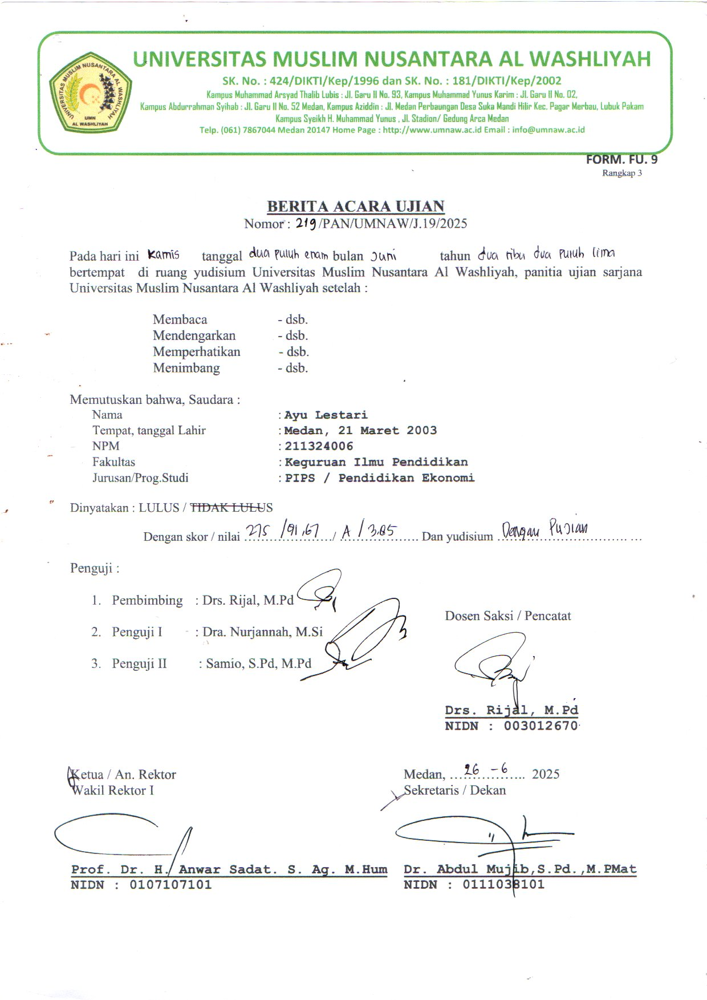 UNIVERSITAS MUSLIM NUSANTARA AL WASHLIYAH
UMN
AL WASHLIYAH
UNIVERSITAS MUSLIM NUSANTARA AL WASHLIYAH
SK. No. : 424/DIKTI/Kep/1996 dan SK. No. : 181/DIKTI/Kep/2002
Kampus Muhammad Arsyad Thalib Lubis : Jl. Garu II No. 93, Kampus Muhammad Yunus Karim : Jl. Garu II No. 02,
Kampus Abdurrahman Syihab : Jl. Garu II No. 52 Medan, Kampus Aziddin : Jl. Medan Perbaungan Desa Suka Mandi Hilir Kec. Pagar Merbau, Lubuk Pakam
Kampus Syeikh H. Muhammad Yunus , Jl. Stadion/ Gedung Arca Medan
Telp. (061) 7867044 Medan 20147 Home Page : http://www.umnaw.ac.id Email : info@umnaw.ac.id
FORM. FU. 9
Rangkap 3
BERITA ACARA UJIAN
Nomor : 219/PAN/UMNAW/J.19/2025
Pada hari ini Kamis tanggal dua puluh enam bulan Juni tahun dua ribu dua puluh lima
bertempat di ruang yudisium Universitas Muslim Nusantara Al Washliyah, panitia ujian sarjana
Universitas Muslim Nusantara Al Washliyah setelah :
Membaca - dsb.
Mendengarkan - dsb.
Memperhatikan - dsb.
Menimbang - dsb.
Memutuskan bahwa, Saudara :
Nama : Ayu Lestari
Tempat, tanggal Lahir : Medan, 21 Maret 2003
NPM : 211324006
Fakultas : Keguruan Ilmu Pendidikan
Jurusan/Prog.Studi : PIPS / Pendidikan Ekonomi
Dinyatakan : LULUS / TIDAK LULUS
Dengan skor / nilai 275 /91,67 / A / 3.85 Dan yudisium Dengan Pujian
Penguji :
1. Pembimbing : Drs. Rijal, M.Pd
Dosen Saksi / Pencatat
2. Penguji I : Dra. Nurjannah, M.Si
3. Penguji II : Samio, S.Pd, M.Pd
Drs. Rijal, M.Pd
NIDN : 003012670
Ketua / An. Rektor Medan, 26 -6 2025
Wakil Rektor I Sekretaris / Dekan
Prof. Dr. H. Anwar Sadat. S. Ag. M.Hum Dr. Abdul Mujib,S.Pd.,M.PMat
NIDN : 0107107101 NIDN : 0111038101